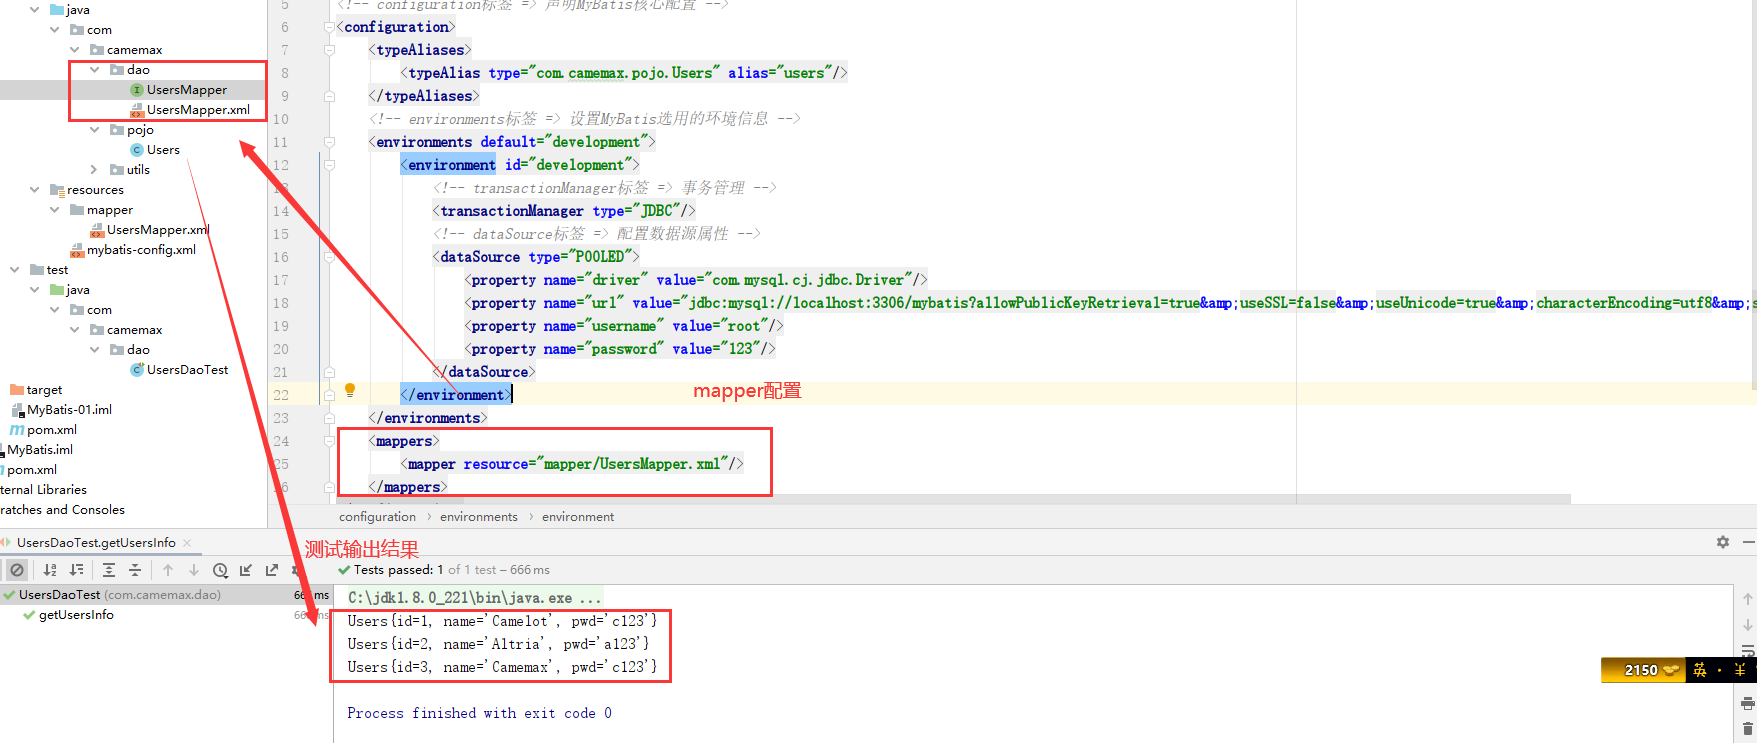 java
com
camemax
dao
UsersMapper
UsersMapper.xml
pojo
Users
utils
resources
mapper
UsersMapper.xml
mybatis-config.xml
test
java
com
camemax
dao
UsersDaoTest
target
MyBatis-01.iml
pom.xml
MyBatis.iml
pom.xml
ternal Libraries
ratches and Consoles
5 <!-- configuration标签 => 声明MyBatis核心配置 -->
6 <configuration>
7 <typeAliases>
8 <typeAlias type="com.camemax.pojo.Users" alias="users"/>
9 </typeAliases>
10 <!-- environments标签 => 设置MyBatis选用的环境信息 -->
11 <environments default="development">
12 <environment id="development">
13 <!-- transactionManager标签 => 事务管理 -->
14 <transactionManager type="JDBC"/>
15 <!-- dataSource标签 => 配置数据源属性 -->
16 <dataSource type="POOLED">
17 <property name="driver" value="com.mysql.cj.jdbc.Driver"/>
18 <property name="url" value="jdbc:mysql://localhost:3306/mybatis?allowPublicKeyRetrieval=true&amp;useSSL=false&amp;useUnicode=true&amp;characterEncoding=utf8&amp;s
19 <property name="username" value="root"/>
20 <property name="password" value="123"/>
21 </dataSource>
22 </environment>
mapper配置
23 </environments>
24 <mappers>
25 <mapper resource="mapper/UsersMapper.xml"/>
26 </mappers>
configuration › environments › environment
UsersDaoTest.getUsersInfo
测试输出结果
Tests passed: 1 of 1 test – 666 ms
UsersDaoTest (com.camemax.dao) 666 ms
getUsersInfo
C:\jdk1.8.0_221\bin\java.exe ...
Users{id=1, name='Camelot', pwd='c123'}
Users{id=2, name='Altria', pwd='a123'}
Users{id=3, name='Camemax', pwd='c123'}
Process finished with exit code 0
2150 英 · ¥